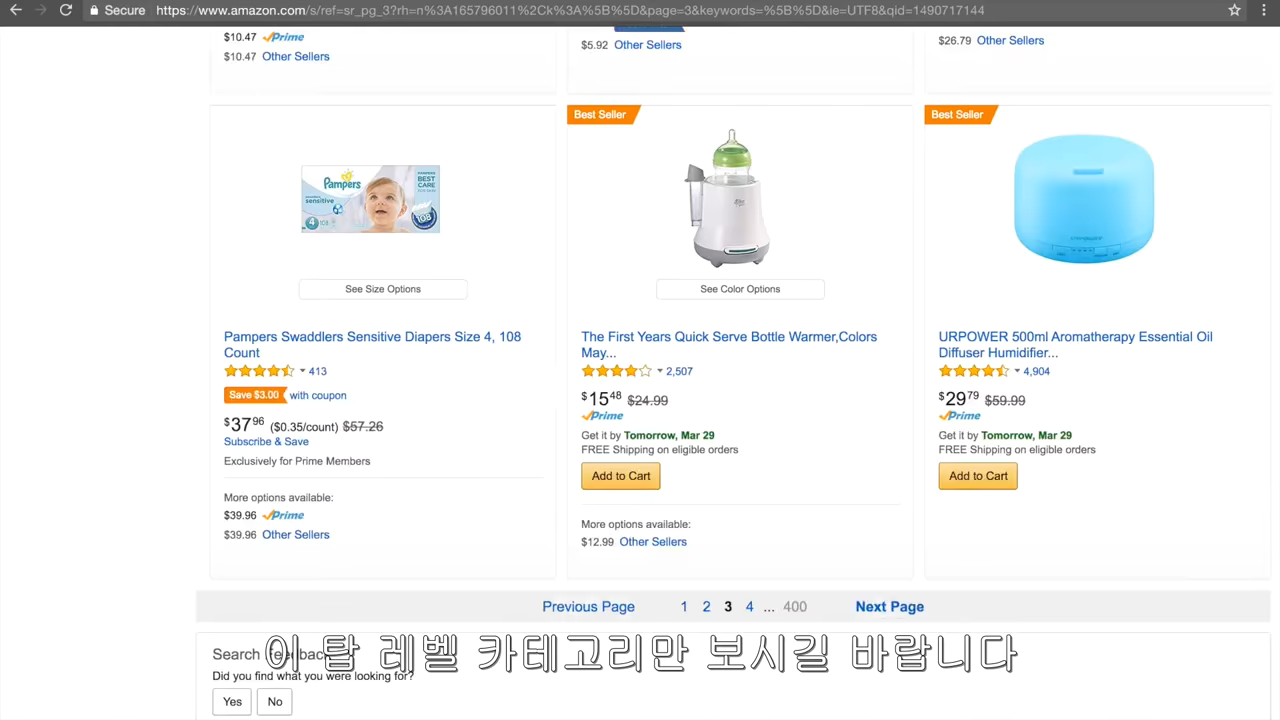 Secure https://www.amazon.com/s/ref=sr_pg_3?rh=n%3A165796011%2Ck%3A%5B%5D&page=3&keywords=%5B%5D&ie=UTF8&qid=1490717144
$10.47 Prime
$10.47 Other Sellers
$5.92 Other Sellers
$26.79 Other Sellers
Pampers
sensitive
BEST CARE
4
108
See Size Options
Pampers Swaddlers Sensitive Diapers Size 4, 108
Count
413
Save $3.00 with coupon
$37 96 ($0.35/count) $57.26
Subscribe & Save
Exclusively for Prime Members
More options available:
$39.96 Prime
$39.96 Other Sellers
Best Seller
See Color Options
The First Years Quick Serve Bottle Warmer,Colors
May...
2,507
$15 48 $24.99
Prime
Get it by Tomorrow, Mar 29
FREE Shipping on eligible orders
Add to Cart
More options available:
$12.99 Other Sellers
Best Seller
URPOWER 500ml Aromatherapy Essential Oil
Diffuser Humidifier...
4,904
$29 79 $59.99
Prime
Get it by Tomorrow, Mar 29
FREE Shipping on eligible orders
Add to Cart
Previous Page 1 2 3 4 ... 400 Next Page
Search Feedback
이 탑 레벨 카테고리만 보시길 바랍니다
Did you find what you were looking for?
Yes No